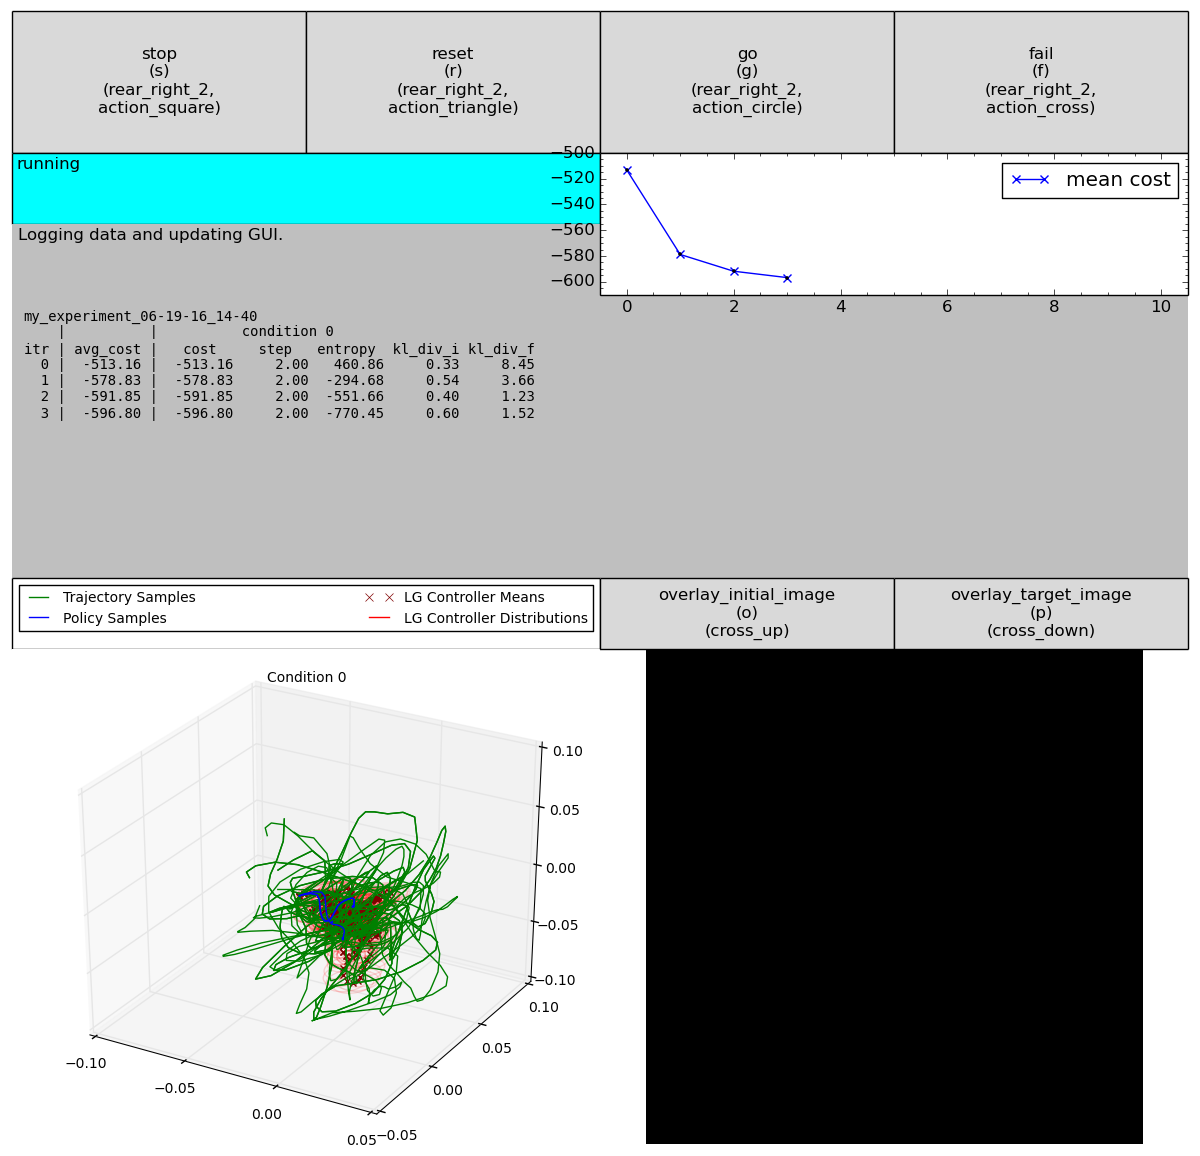 stop
(s)
(rear_right_2,
action_square)
reset
(r)
(rear_right_2,
action_triangle)
go
(g)
(rear_right_2,
action_circle)
fail
(f)
(rear_right_2,
action_cross)
running
Logging data and updating GUI.
−500
−520
−540
−560
−580
−600
mean cost
0 2 4 6 8 10
my_experiment_06-19-16_14-40
| | condition 0
itr | avg_cost | cost step entropy kl_div_i kl_div_f
0 | -513.16 | -513.16 2.00 460.86 0.33 8.45
1 | -578.83 | -578.83 2.00 -294.68 0.54 3.66
2 | -591.85 | -591.85 2.00 -551.66 0.40 1.23
3 | -596.80 | -596.80 2.00 -770.45 0.60 1.52
Trajectory Samples
Policy Samples
LG Controller Means
LG Controller Distributions
overlay_initial_image
(o)
(cross_up)
overlay_target_image
(p)
(cross_down)
Condition 0
0.10
0.05
0.00
−0.05
−0.10
0.10
0.05
0.00
−0.05
−0.10
−0.05
0.00
0.05